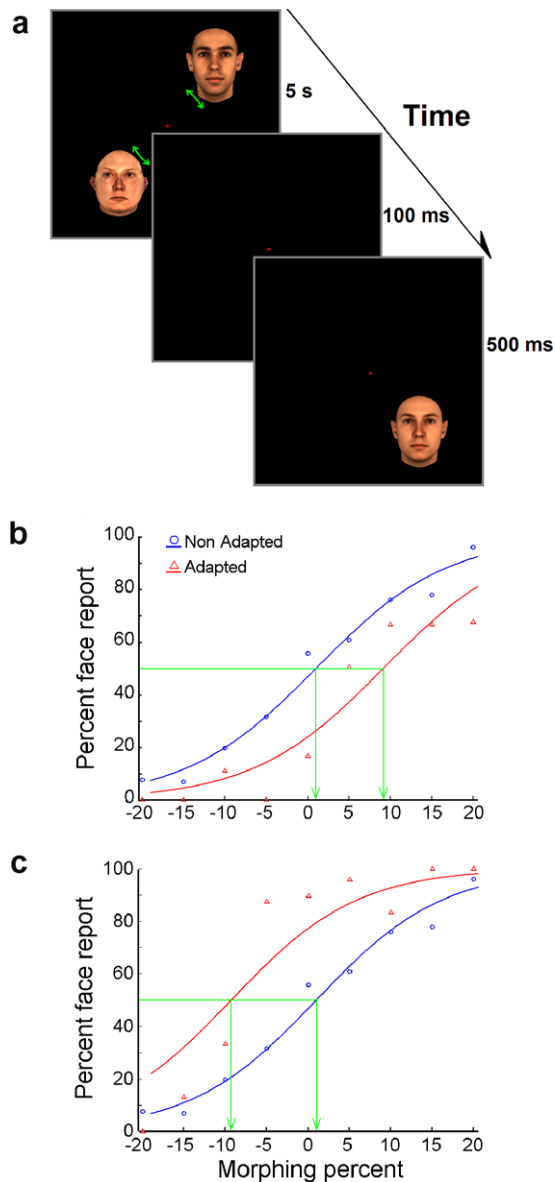 a
5 s
Time
100 ms
500 ms
b
100
80
60
40
20
0
Percent face report
Non Adapted
Adapted
-20 -15 -10 -5 0 5 10 15 20
c
100
80
60
40
20
0
Percent face report
-20 -15 -10 -5 0 5 10 15 20
Morphing percent